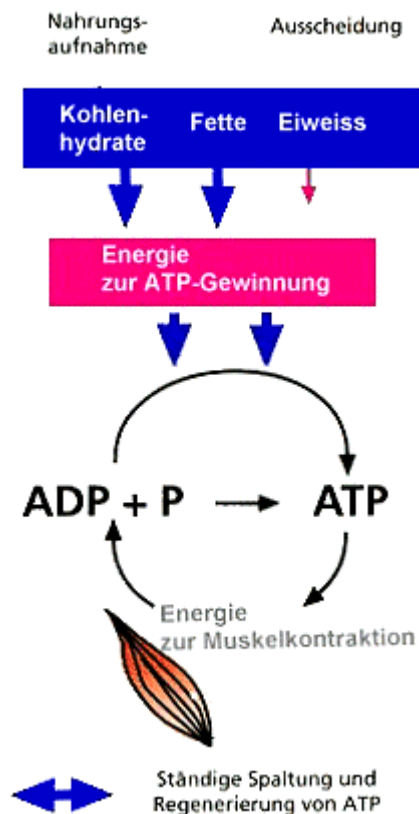 Nahrungs-
aufnahme
Ausscheidung
Kohlen-
hydrate
Fette
Eiweiss
Energie
zur ATP-Gewinnung
ADP + P
ATP
Energie
zur Muskelkontraktion
Ständige Spaltung und
Regenerierung von ATP